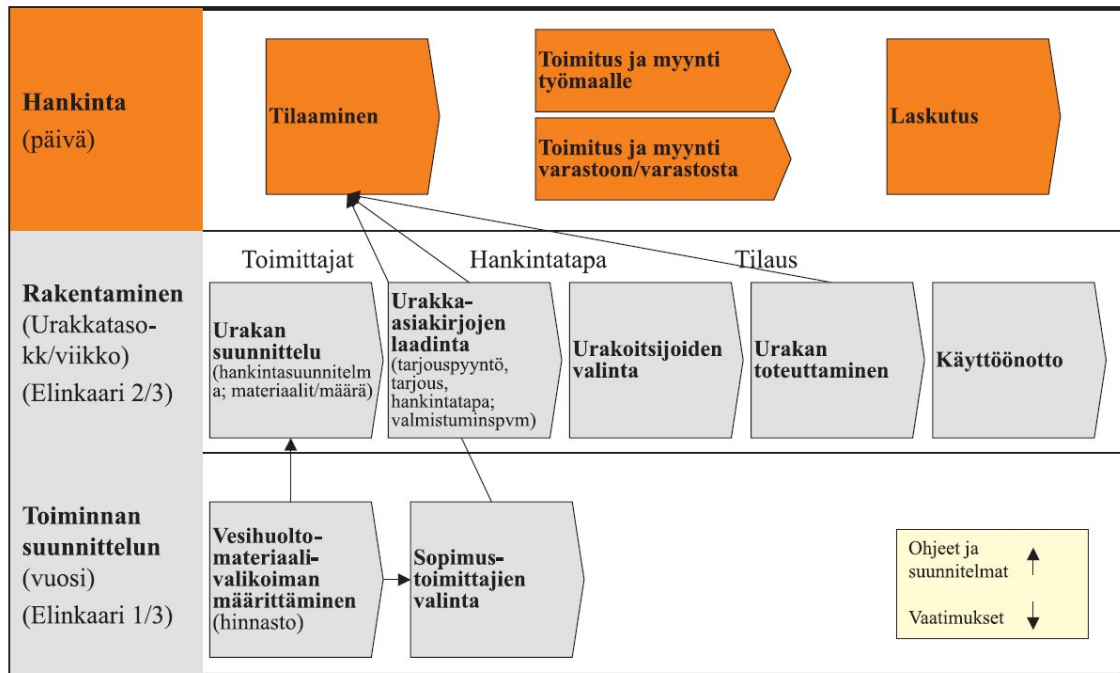 Hankinta
(päivä)
Tilaaminen
Toimitus ja myynti
työmaalle
Toimitus ja myynti
varastoon/varastosta
Laskutus
Toimittajat
Hankintatapa
Tilaus
Rakentaminen
(Urakkataso-
kk/viikko)
(Elinkaari 2/3)
Urakan
suunnittelu
(hankintasuunnitelm
a; materiaalit/määrä)
Urakka-
asiakirjojen
laadinta
(tarjouspyyntö,
tarjous,
hankintatapa;
valmistuminspvm)
Urakoitsijoiden
valinta
Urakan
toteuttaminen
Käyttöönotto
Toiminnan
suunnittelun
(vuosi)
(Elinkaari 1/3)
Vesihuolto-
materiaali-
valikoiman
määrittäminen
(hinnasto)
Sopimus-
toimittajien
valinta
Ohjeet ja
suunnitelmat
Vaatimukset